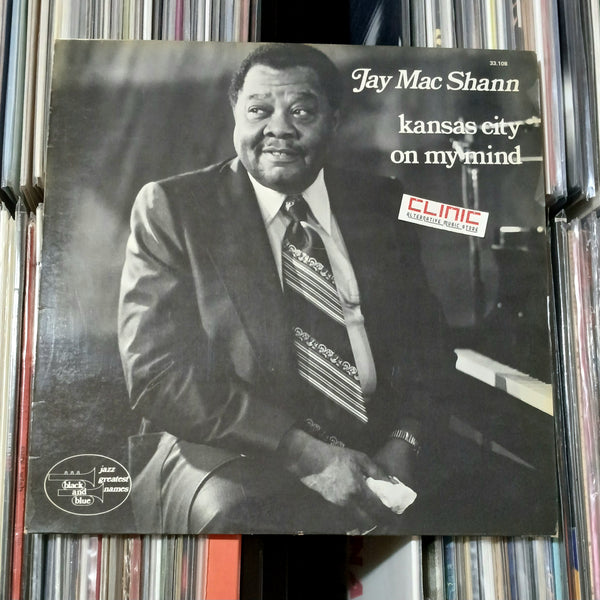 33.108
Jay Mac Shann
kansas city
on my mind
CLINIC
ALTERNATIVE MUSIC STORE
black
and
blue
jazz
greatest
names